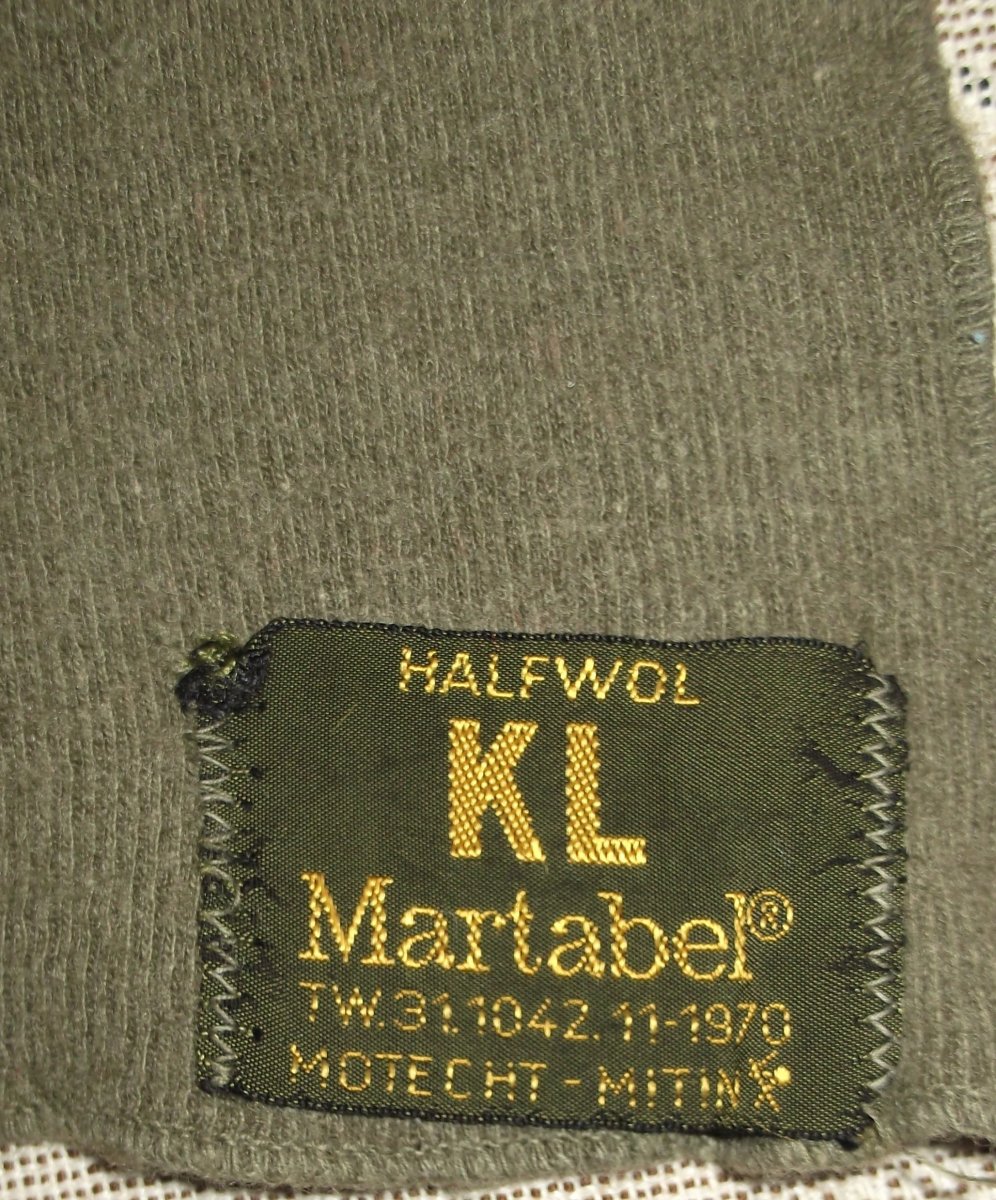 HALFWOL
KL
Martabel®
TW.31.1042.11-1970
MOTECHT - MITIN